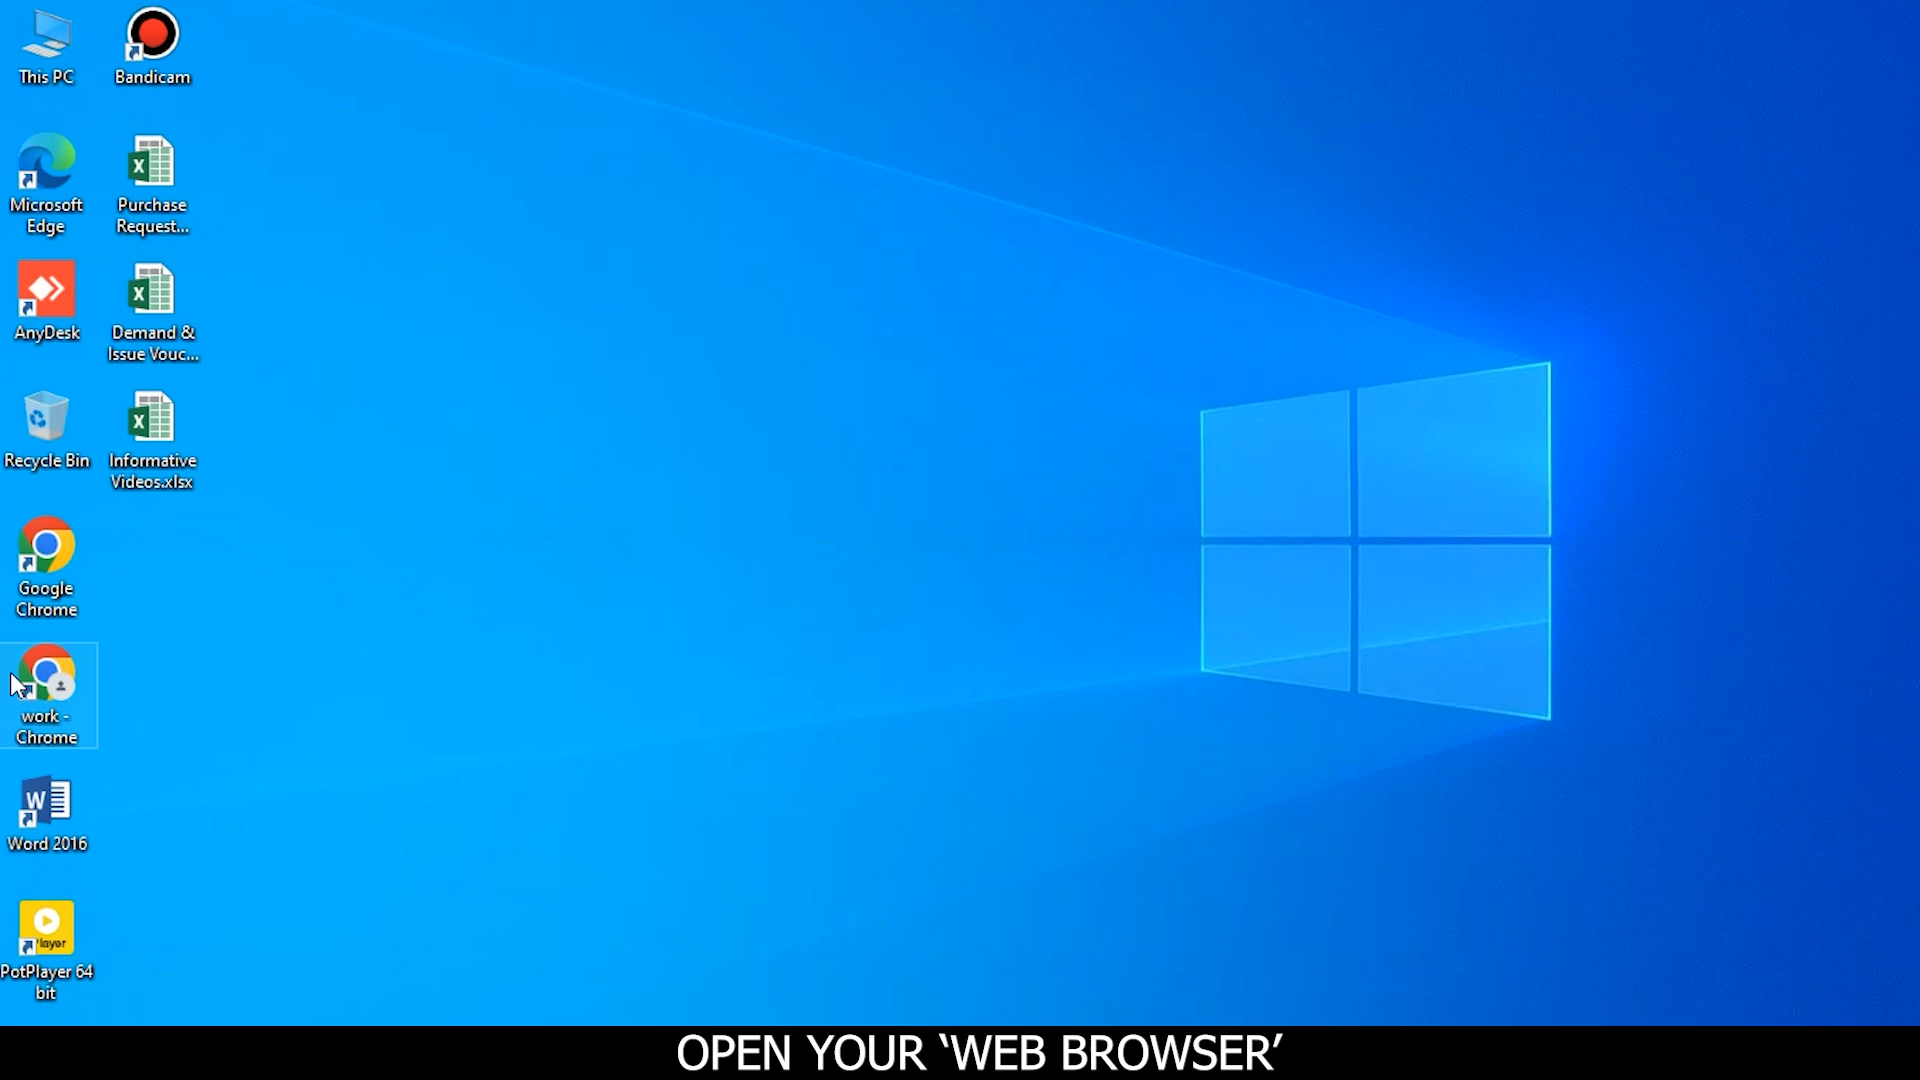 This PC
Bandicam
Microsoft
Edge
Purchase
Request...
AnyDesk
Demand &
Issue Vouc...
Recycle Bin
Informative
Videos.xlsx
Google
Chrome
work -
Chrome
W
Word 2016
Player
PotPlayer 64
bit
OPEN YOUR ‘WEB BROWSER’